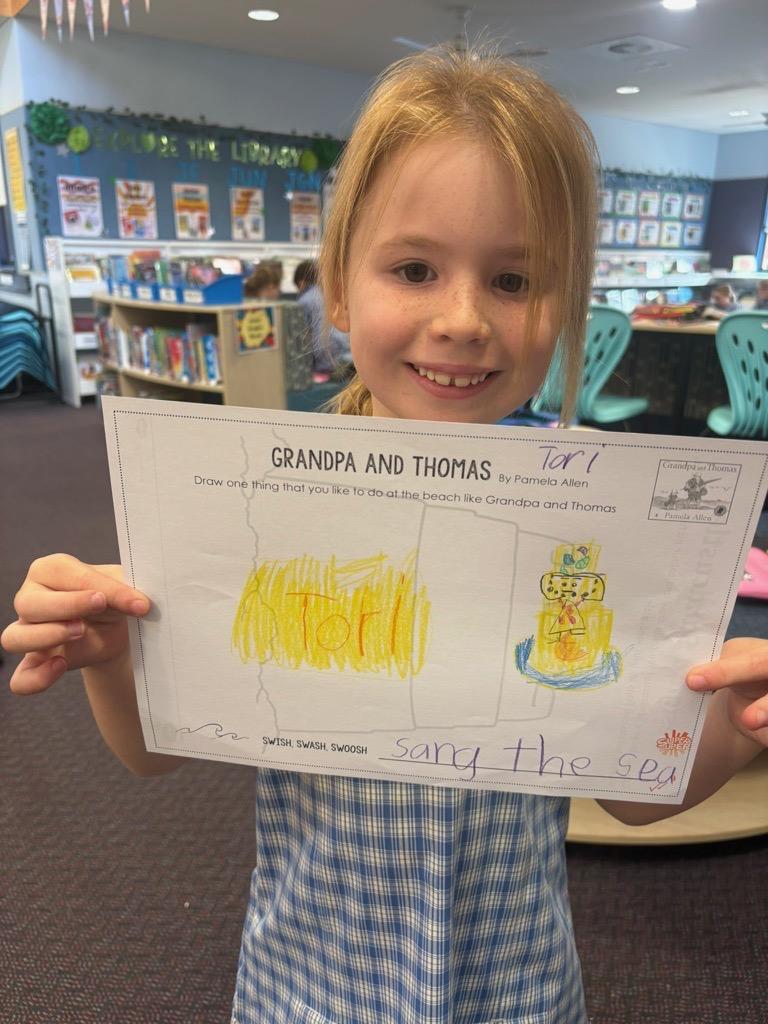 EXPLORE THE LIBRARY
GRANDPA AND THOMAS By Pamela Allen
Tori
Draw one thing that you like to do at the beach like Grandpa and Thomas
Grandpa and Thomas
Pamela Allen
Tori
SWISH, SWASH, SWOOSH sang the sea
SUPER